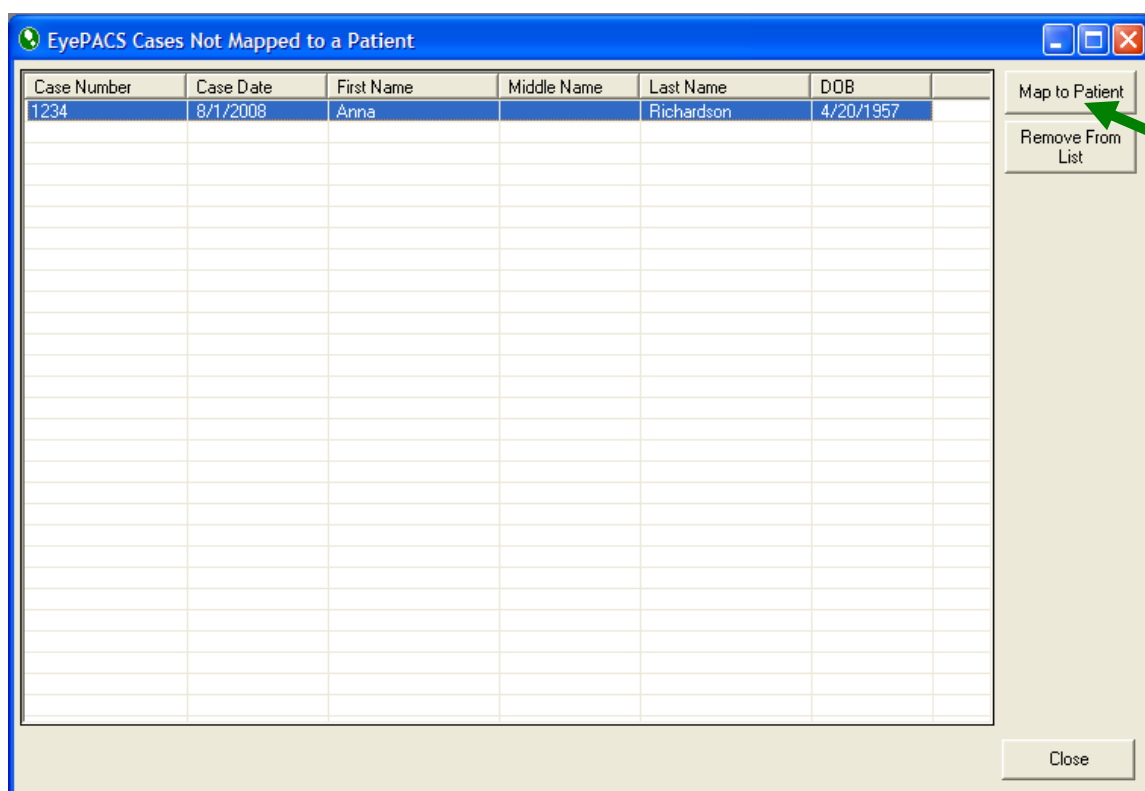 EyePACS Cases Not Mapped to a Patient
Case Number Case Date First Name Middle Name Last Name DOB
1234 8/1/2008 Anna Richardson 4/20/1957
Map to Patient
Remove From
List
Close